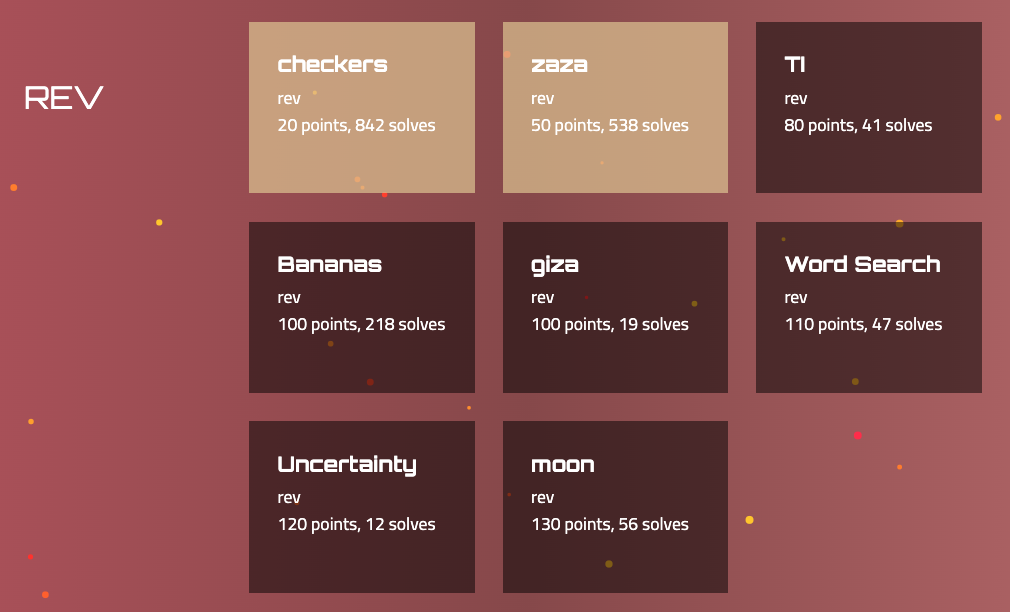 REV
checkers
rev
20 points, 842 solves
zaza
rev
50 points, 538 solves
TI
rev
80 points, 41 solves
Bananas
rev
100 points, 218 solves
giza
rev
100 points, 19 solves
Word Search
rev
110 points, 47 solves
Uncertainty
rev
120 points, 12 solves
moon
rev
130 points, 56 solves